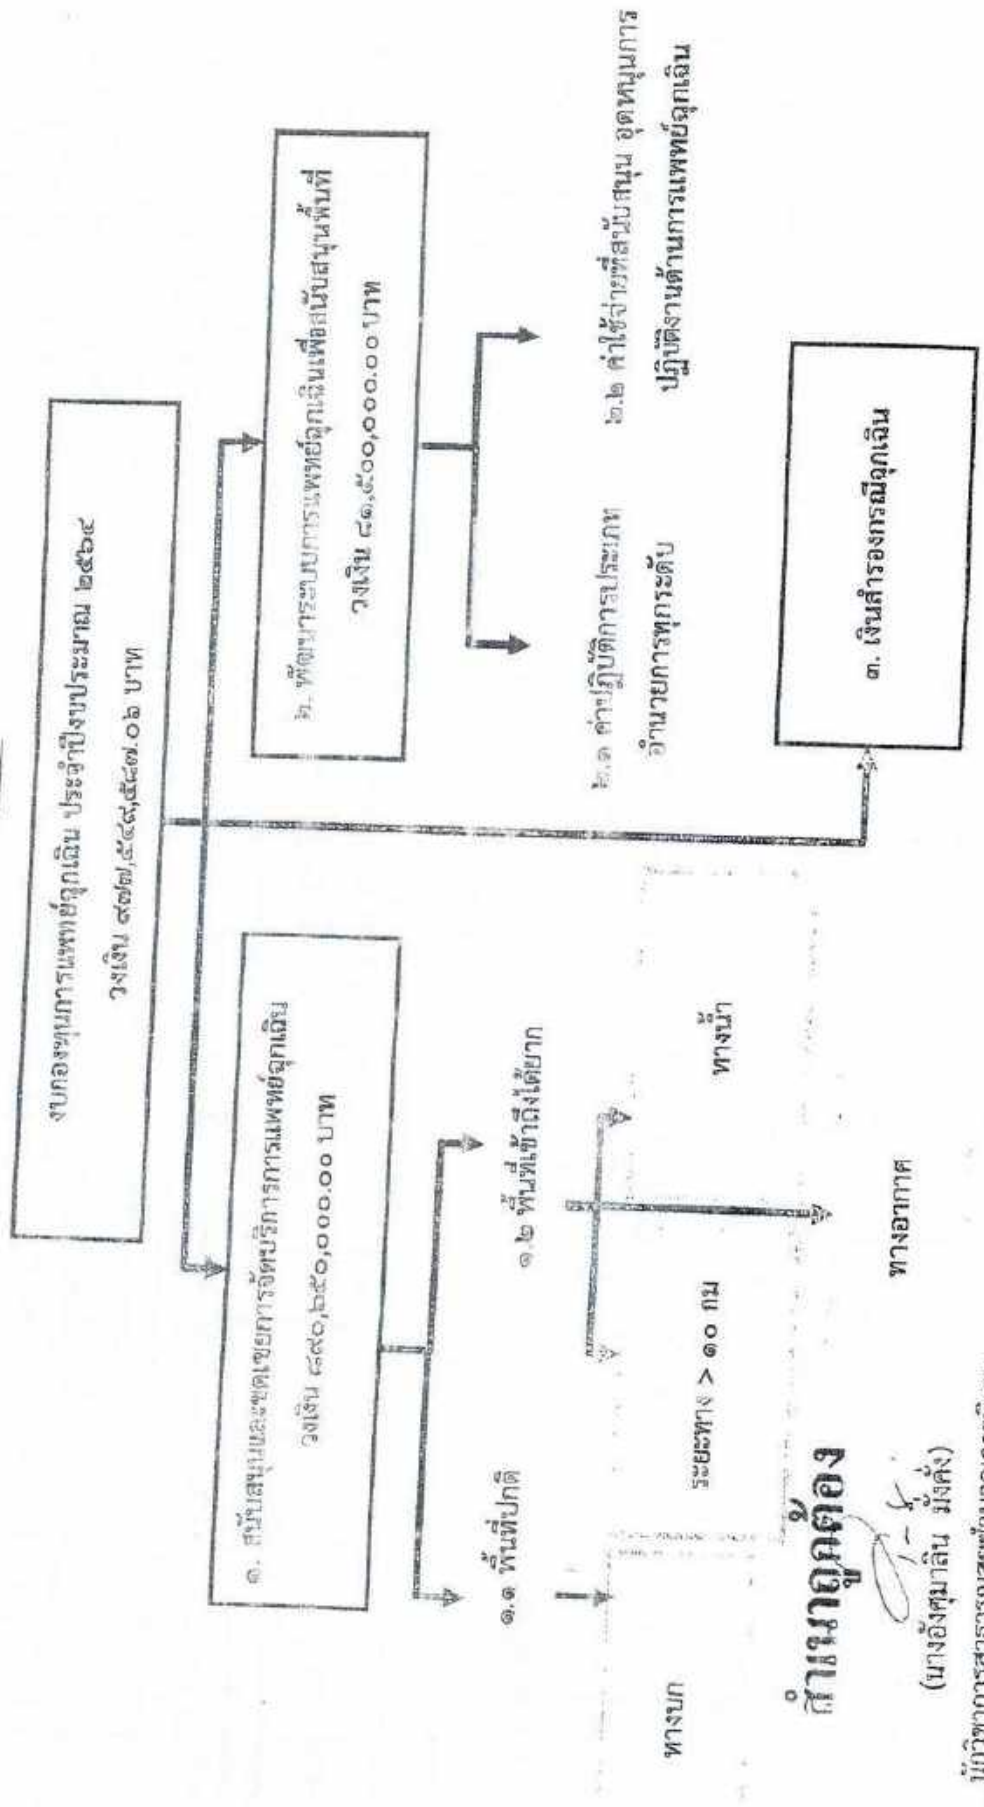 งบกองทุนการแพทย์ฉุกเฉิน ประจำปีงบประมาณ ๒๕๖๔
วงเงิน ๙๗๗,๕๔๙,๕๘๗.๐๖ บาท
๑. สนับสนุนและชดเชยการจัดบริการการแพทย์ฉุกเฉิน
วงเงิน ๘๙๐,๖๕๐,๐๐๐.๐๐ บาท
๒. พัฒนาระบบการแพทย์ฉุกเฉินเพื่อสนับสนุนพื้นที่
วงเงิน ๘๑,๕๐๐,๐๐๐.๐๐ บาท
๑.๑ พื้นที่ปกติ
๑.๒ พื้นที่เข้าถึงได้ยาก
๒.๑ ค่าปฏิบัติการประเภท
อำนวยการทุกระดับ
๒.๒ ค่าใช้จ่ายที่สนับสนุน อุดหนุนการ
ปฏิบัติงานด้านการแพทย์ฉุกเฉิน
ทางบก
ระยะทาง > ๑๐ กม
ทางน้ำ
ทางอากาศ
๓. เงินสำรองกรณีฉุกเฉิน
สำเนาถูกต้อง
(นางอังศุมาลิน มั่งคั่ง)